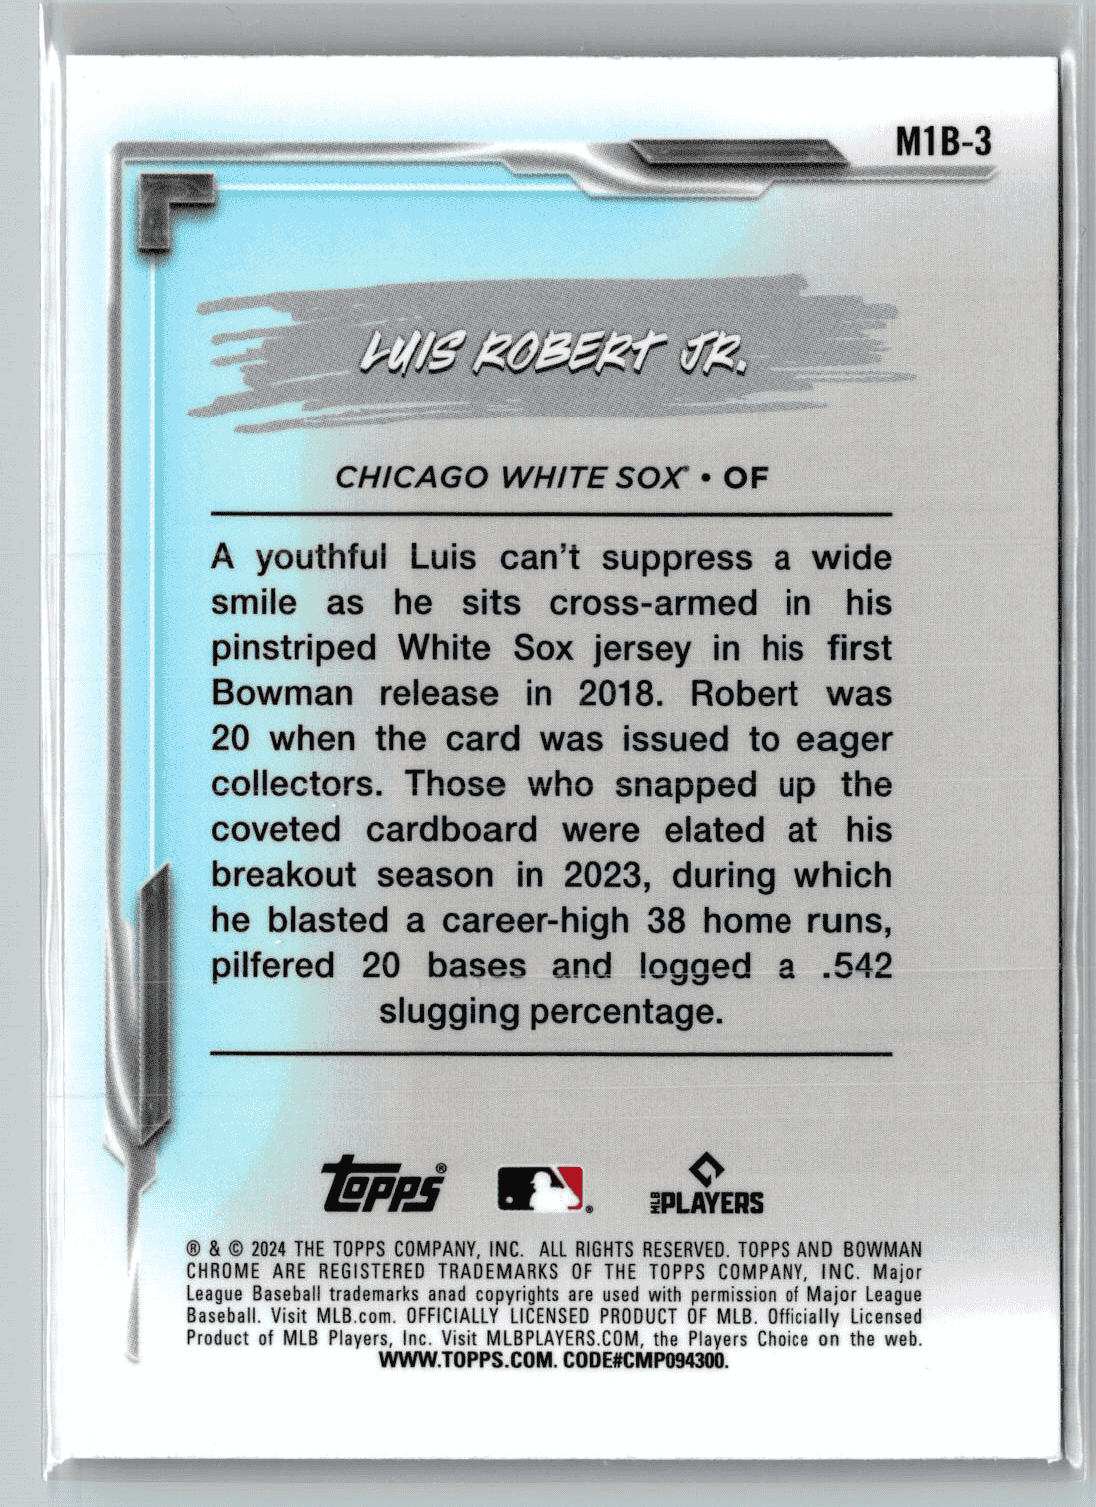 M1B-3
LUIS ROBERT JR.
CHICAGO WHITE SOX • OF
A youthful Luis can't suppress a wide
smile as he sits cross-armed in his
pinstriped White Sox jersey in his first
Bowman release in 2018. Robert was
20 when the card was issued to eager
collectors. Those who snapped up the
coveted cardboard were elated at his
breakout season in 2023, during which
he blasted a career-high 38 home runs,
pilfered 20 bases and logged a .542
slugging percentage.
Topps® ® MLB PLAYERS
® & © 2024 THE TOPPS COMPANY, INC. ALL RIGHTS RESERVED. TOPPS AND BOWMAN
CHROME ARE REGISTERED TRADEMARKS OF THE TOPPS COMPANY, INC. Major
League Baseball trademarks anad copyrights are used with permission of Major League
Baseball. Visit MLB.com. OFFICIALLY LICENSED PRODUCT OF MLB. Officially Licensed
Product of MLB Players, Inc. Visit MLBPLAYERS.COM, the Players Choice on the web.
WWW.TOPPS.COM. CODE#CMP094300.